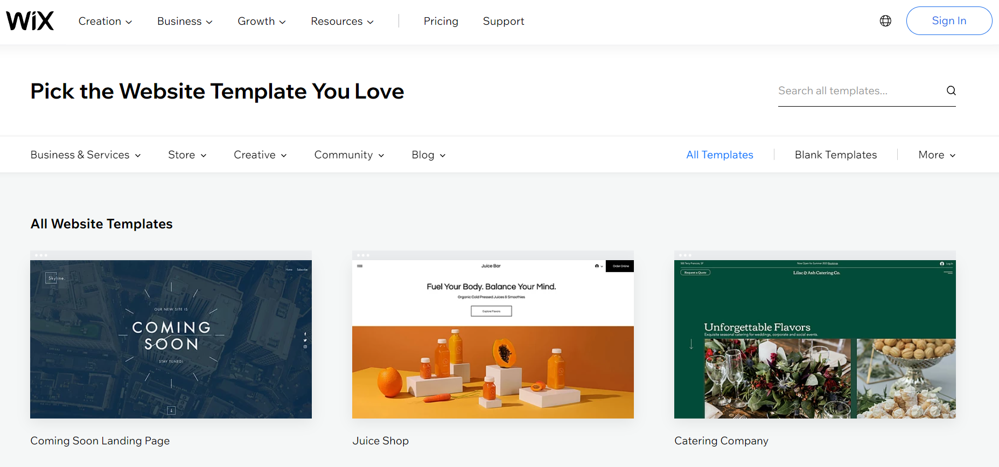 WiX
Creation Business Growth Resources Pricing Support Sign In
Pick the Website Template You Love
Search all templates...
Business & Services Store Creative Community Blog All Templates Blank Templates More
All Website Templates
Home Subscribe
Skyline.
OUR NEW SITE IS
COMING
SOON
STAY TUNED!
Coming Soon Landing Page
Juice Bar Order Online
Fuel Your Body. Balance Your Mind.
Organic Cold Pressed Juices & Smoothies
Explore Flavors
Juice Shop
500 Terry Francois, SF Now Open for Summer 2023 Bookings Log In
Request a Quote Lilac & Ash Catering Co.
Unforgettable Flavors
Exquisite seasonal catering for weddings, corporate and social events.
Catering Company